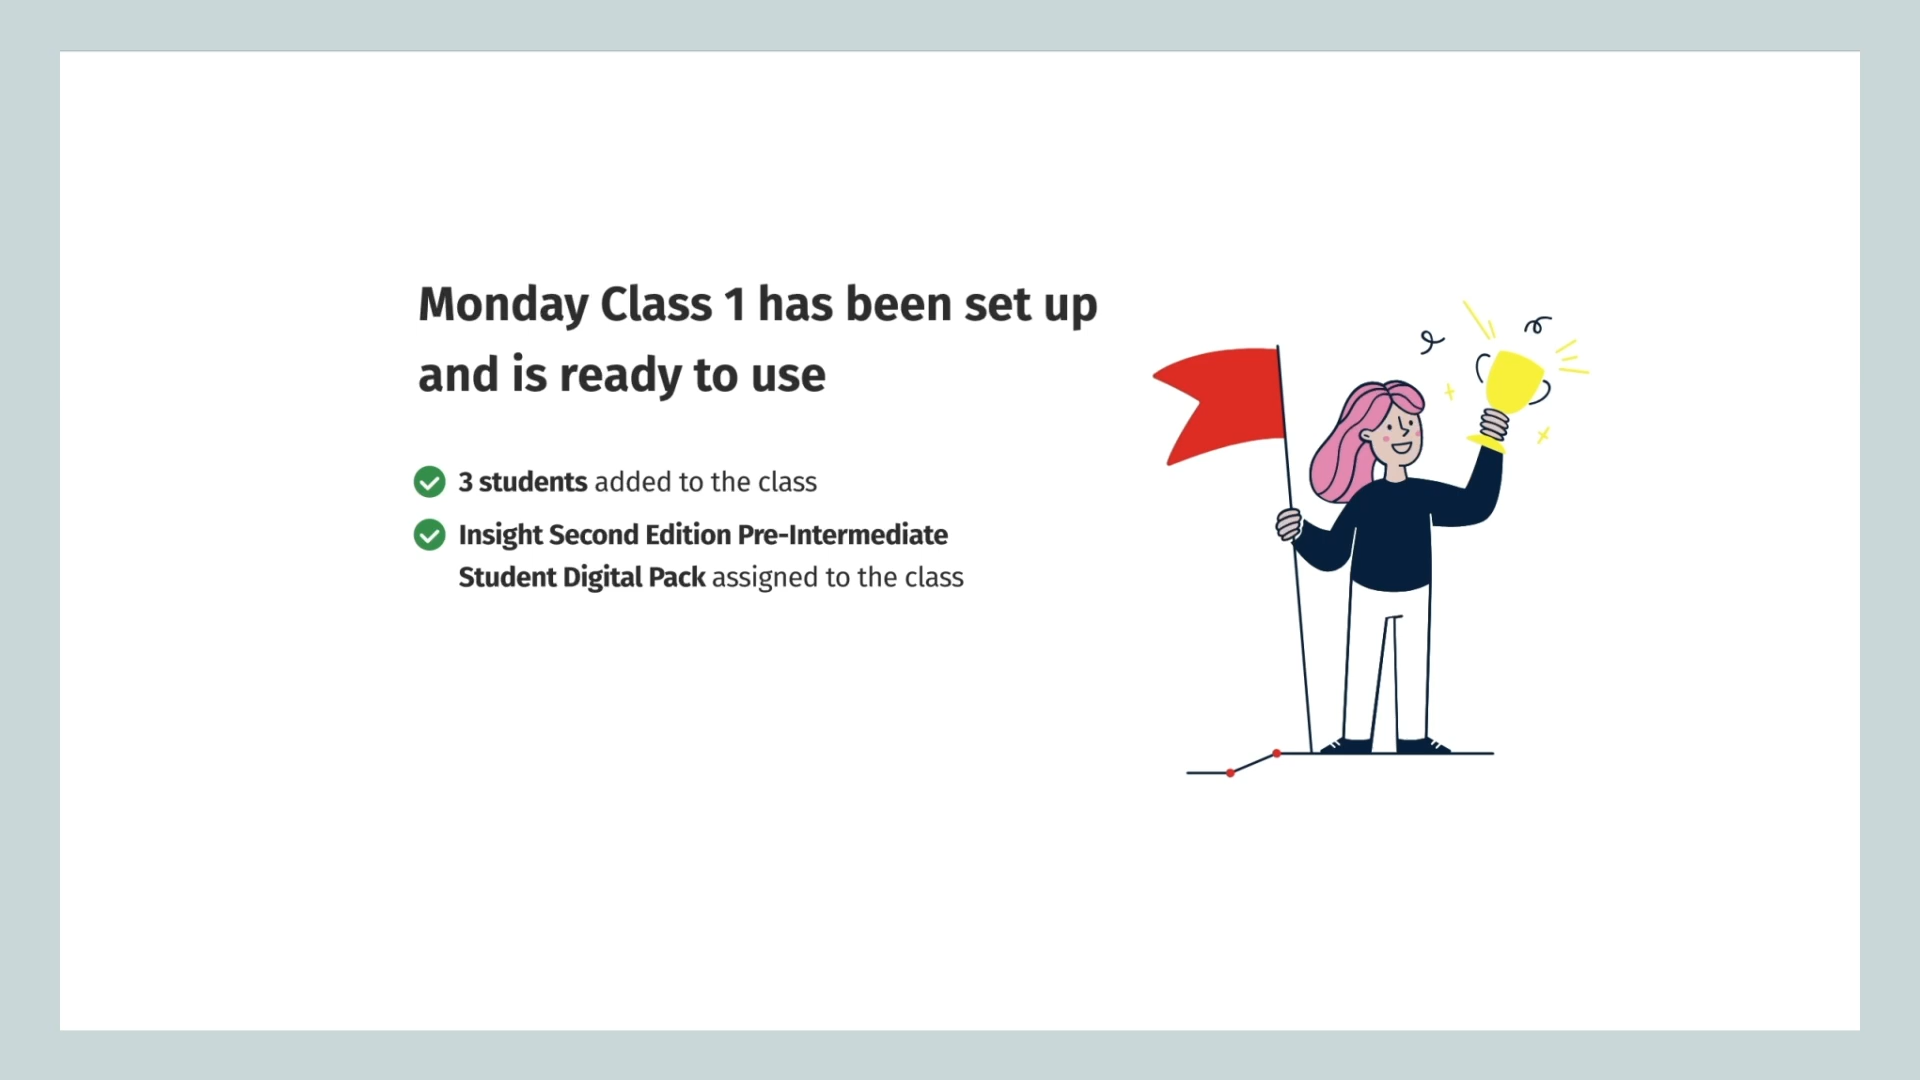 Monday Class 1 has been set up
and is ready to use
3 students added to the class
Insight Second Edition Pre-Intermediate
Student Digital Pack assigned to the class